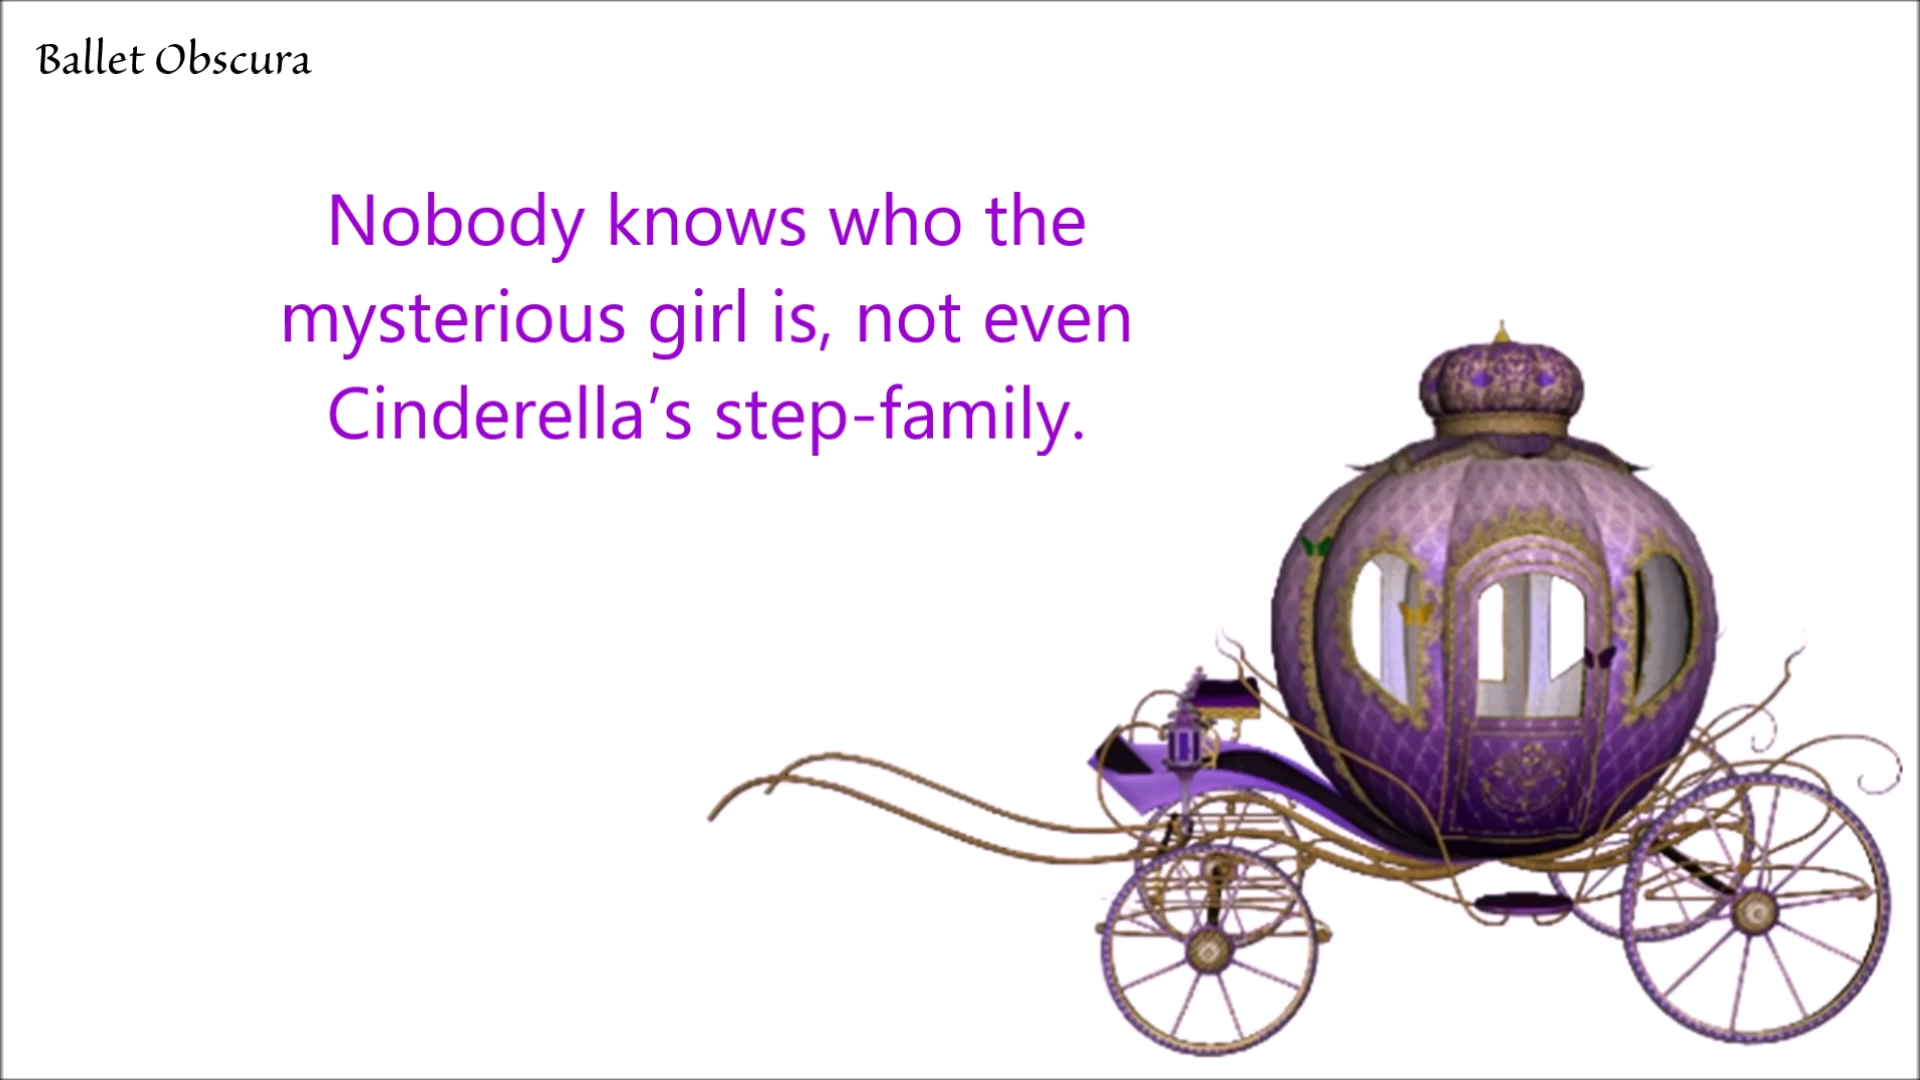 Ballet Obscura
Nobody knows who the
mysterious girl is, not even
Cinderella’s step-family.